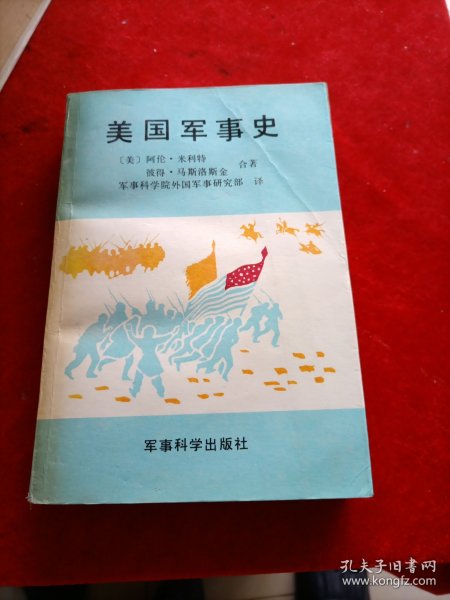 美国军事史
〔美〕阿伦·米利特
彼得·马斯洛斯金
合著
军事科学院外国军事研究部 译
军事科学出版社
孔夫子旧书网
www.kongfz.com